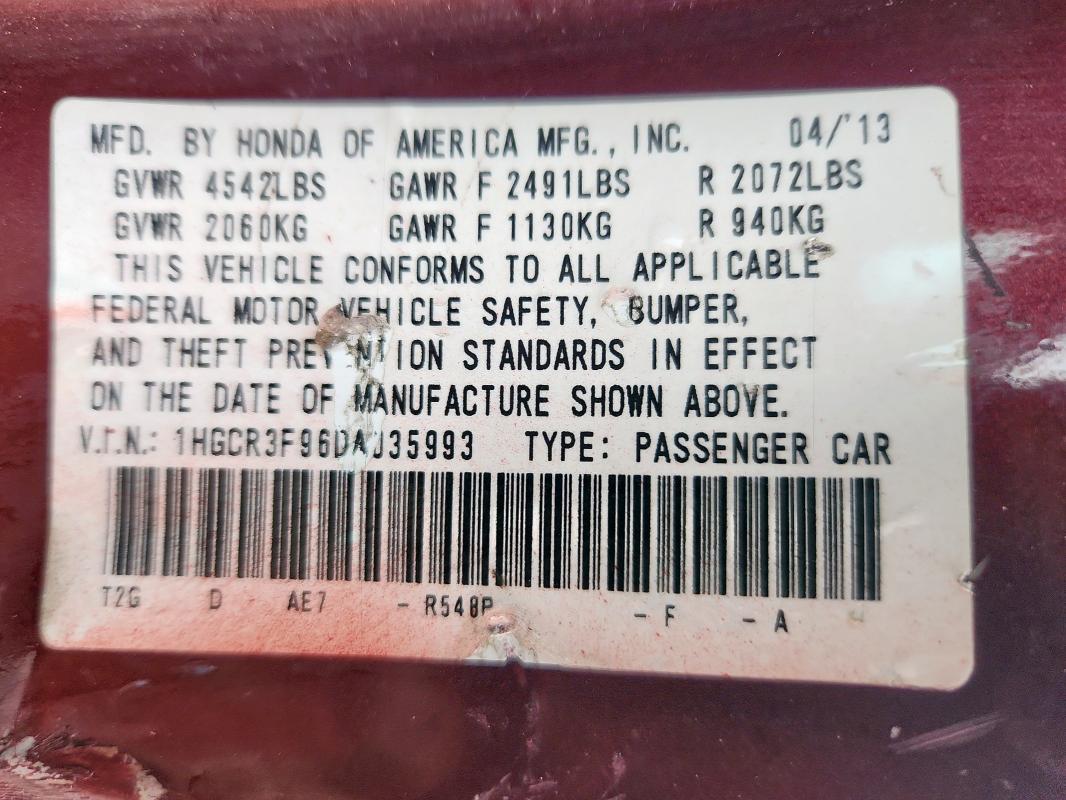 MFD. BY HONDA OF AMERICA MFG., INC. 04/'13
GVWR 4542LBS GAWR F 2491LBS R 2072LBS
GVWR 2060KG GAWR F 1130KG R 940KG
THIS VEHICLE CONFORMS TO ALL APPLICABLE
FEDERAL MOTOR VEHICLE SAFETY, BUMPER,
AND THEFT PREVENTION STANDARDS IN EFFECT
ON THE DATE OF MANUFACTURE SHOWN ABOVE.
V.I.N.: 1HGCR3F96DA035993 TYPE: PASSENGER CAR
T2G D AE7 - R548P - F - A